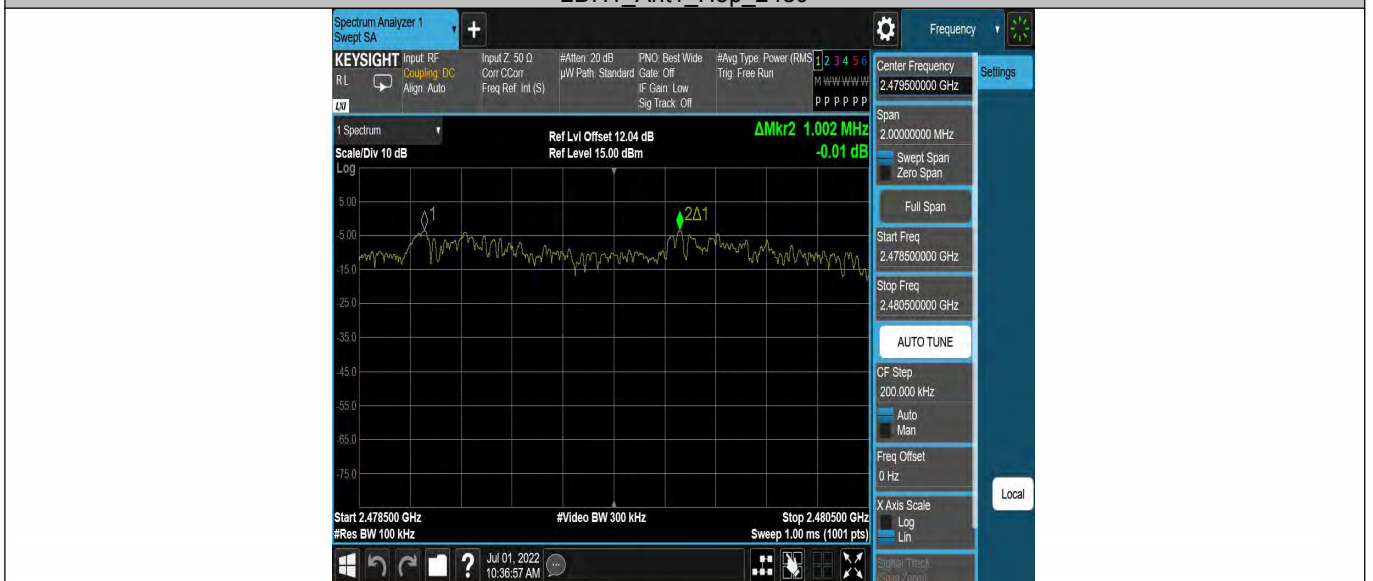 Spectrum Analyzer 1
Swept SA
+
Frequency
KEYSIGHT
RL
LXI
Input: RF
Coupling: DC
Align: Auto
Input Z: 50 Ω
Corr CCorr
Freq Ref: Int (S)
#Atten: 20 dB
µW Path: Standard
PNO: Best Wide
Gate: Off
IF Gain: Low
Sig Track: Off
#Avg Type: Power (RMS
Trig: Free Run
1 2 3 4 5 6
M W W W W W
P P P P P P
Center Frequency
2.479500000 GHz
Settings
Span
2.00000000 MHz
Swept Span
Zero Span
Full Span
Start Freq
2.478500000 GHz
Stop Freq
2.480500000 GHz
AUTO TUNE
CF Step
200.000 kHz
Auto
Man
Freq Offset
0 Hz
X Axis Scale
Log
Lin
Signal Track
(Span Zoom)
Local
1 Spectrum
Scale/Div 10 dB
Log
Ref Lvl Offset 12.04 dB
Ref Level 15.00 dBm
ΔMkr2 1.002 MHz
-0.01 dB
1
2Δ1
5.00
-5.00
-15.0
-25.0
-35.0
-45.0
-55.0
-65.0
-75.0
Start 2.478500 GHz
#Res BW 100 kHz
#Video BW 300 kHz
Stop 2.480500 GHz
Sweep 1.00 ms (1001 pts)
?
Jul 01, 2022
10:36:57 AM